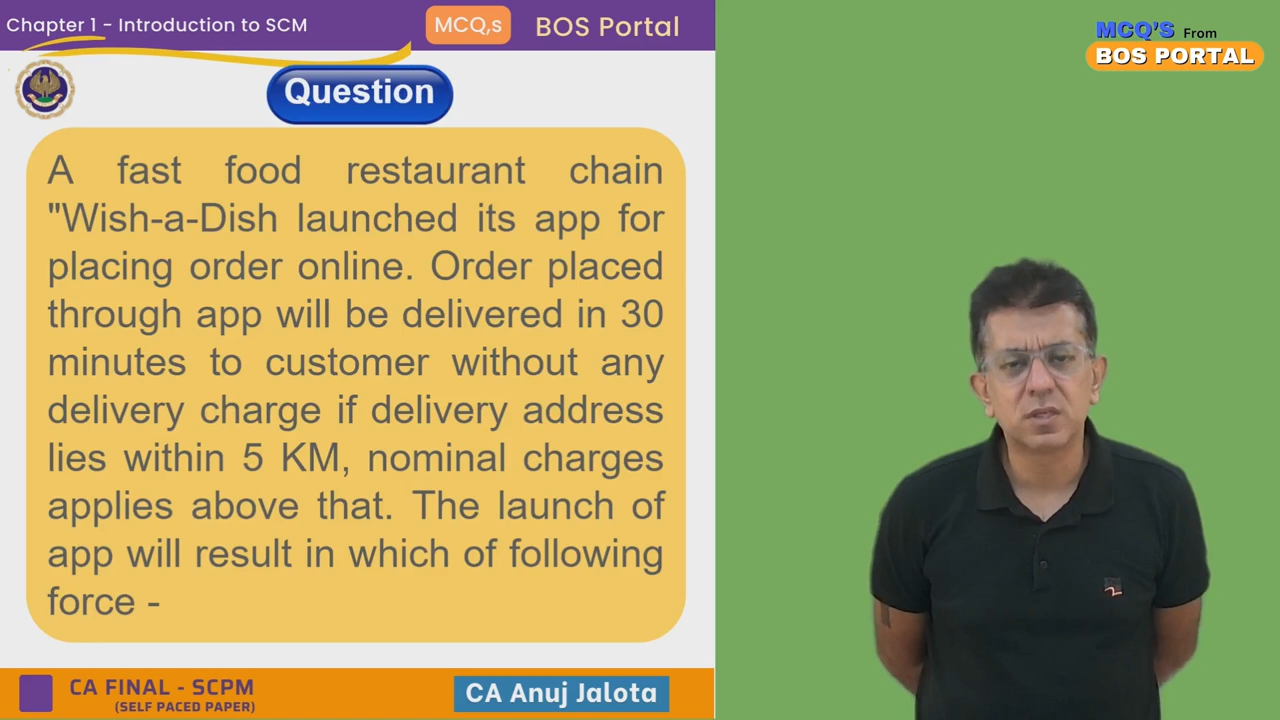 Chapter 1 - Introduction to SCM
MCQ,s
BOS Portal
MCQ'S From
BOS PORTAL
Question
A fast food restaurant chain
"Wish-a-Dish launched its app for
placing order online. Order placed
through app will be delivered in 30
minutes to customer without any
delivery charge if delivery address
lies within 5 KM, nominal charges
applies above that. The launch of
app will result in which of following
force -
CA FINAL - SCPM
(SELF PACED PAPER)
CA Anuj Jalota